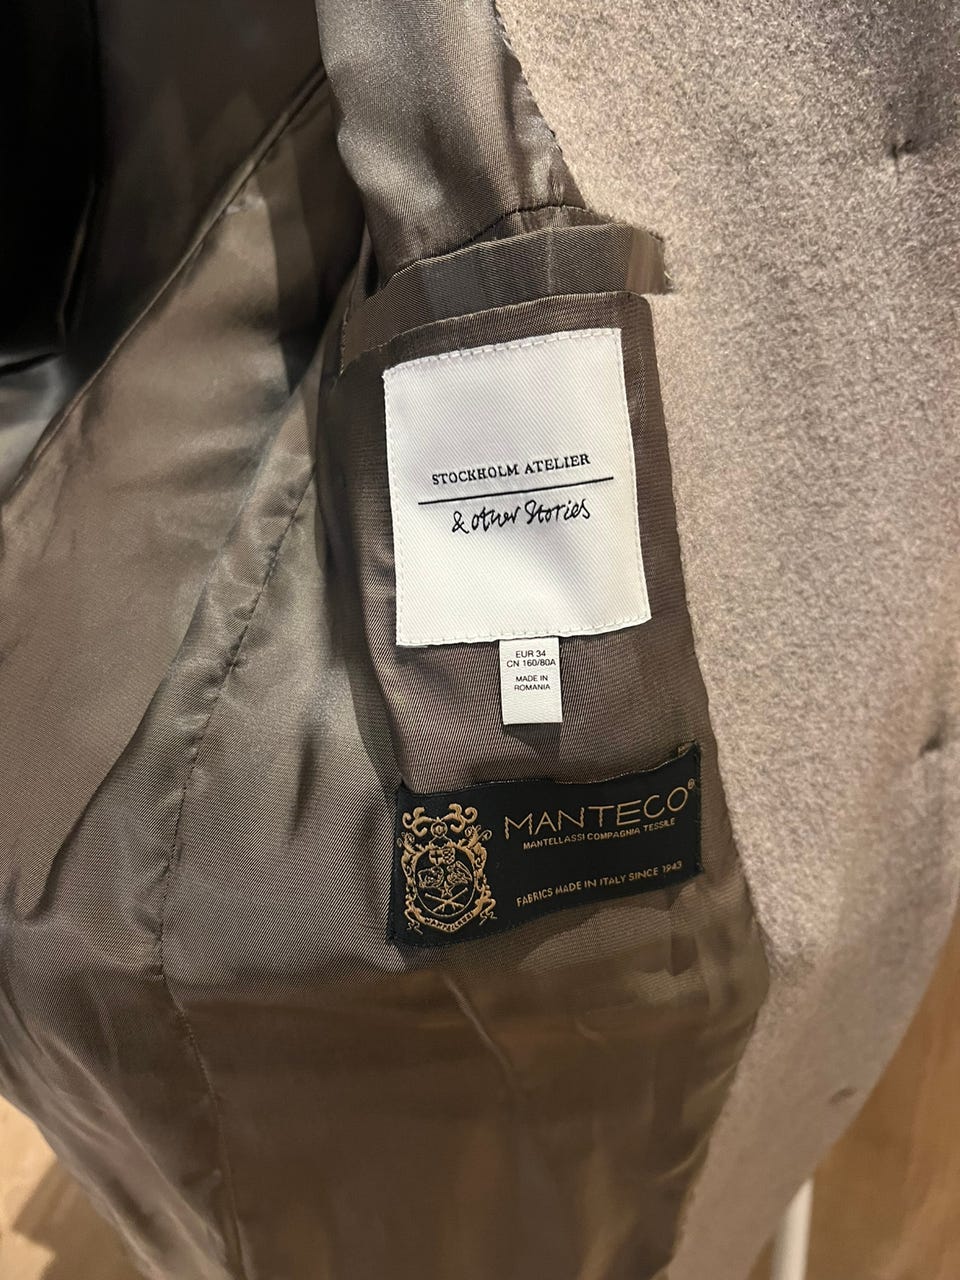 STOCKHOLM ATELIER
& other Stories
EUR 34
CN 160/80A
MADE IN
ROMANIA
MANTECO®
MANTELLASSI COMPAGNIA TESSILE
FABRICS MADE IN ITALY SINCE 1943
MANTELLASSI